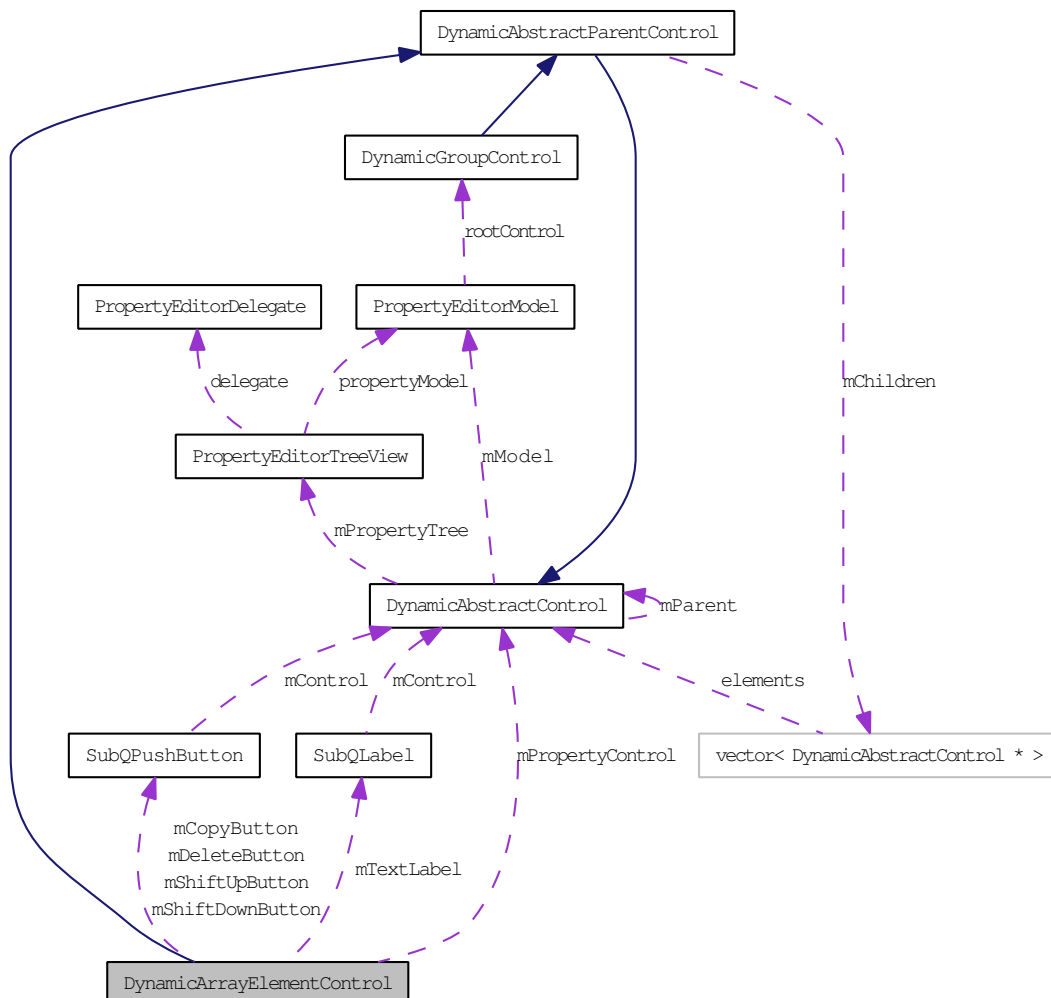 DynamicAbstractParentControl
DynamicGroupControl
rootControl
PropertyEditorDelegate
PropertyEditorModel
delegate
propertyModel
mChildren
PropertyEditorTreeView
mModel
mPropertyTree
DynamicAbstractControl
mParent
mControl
mControl
elements
SubQPushButton
SubQLabel
mPropertyControl
vector< DynamicAbstractControl * >
mCopyButton
mDeleteButton
mShiftUpButton
mShiftDownButton
mTextLabel
DynamicArrayElementControl